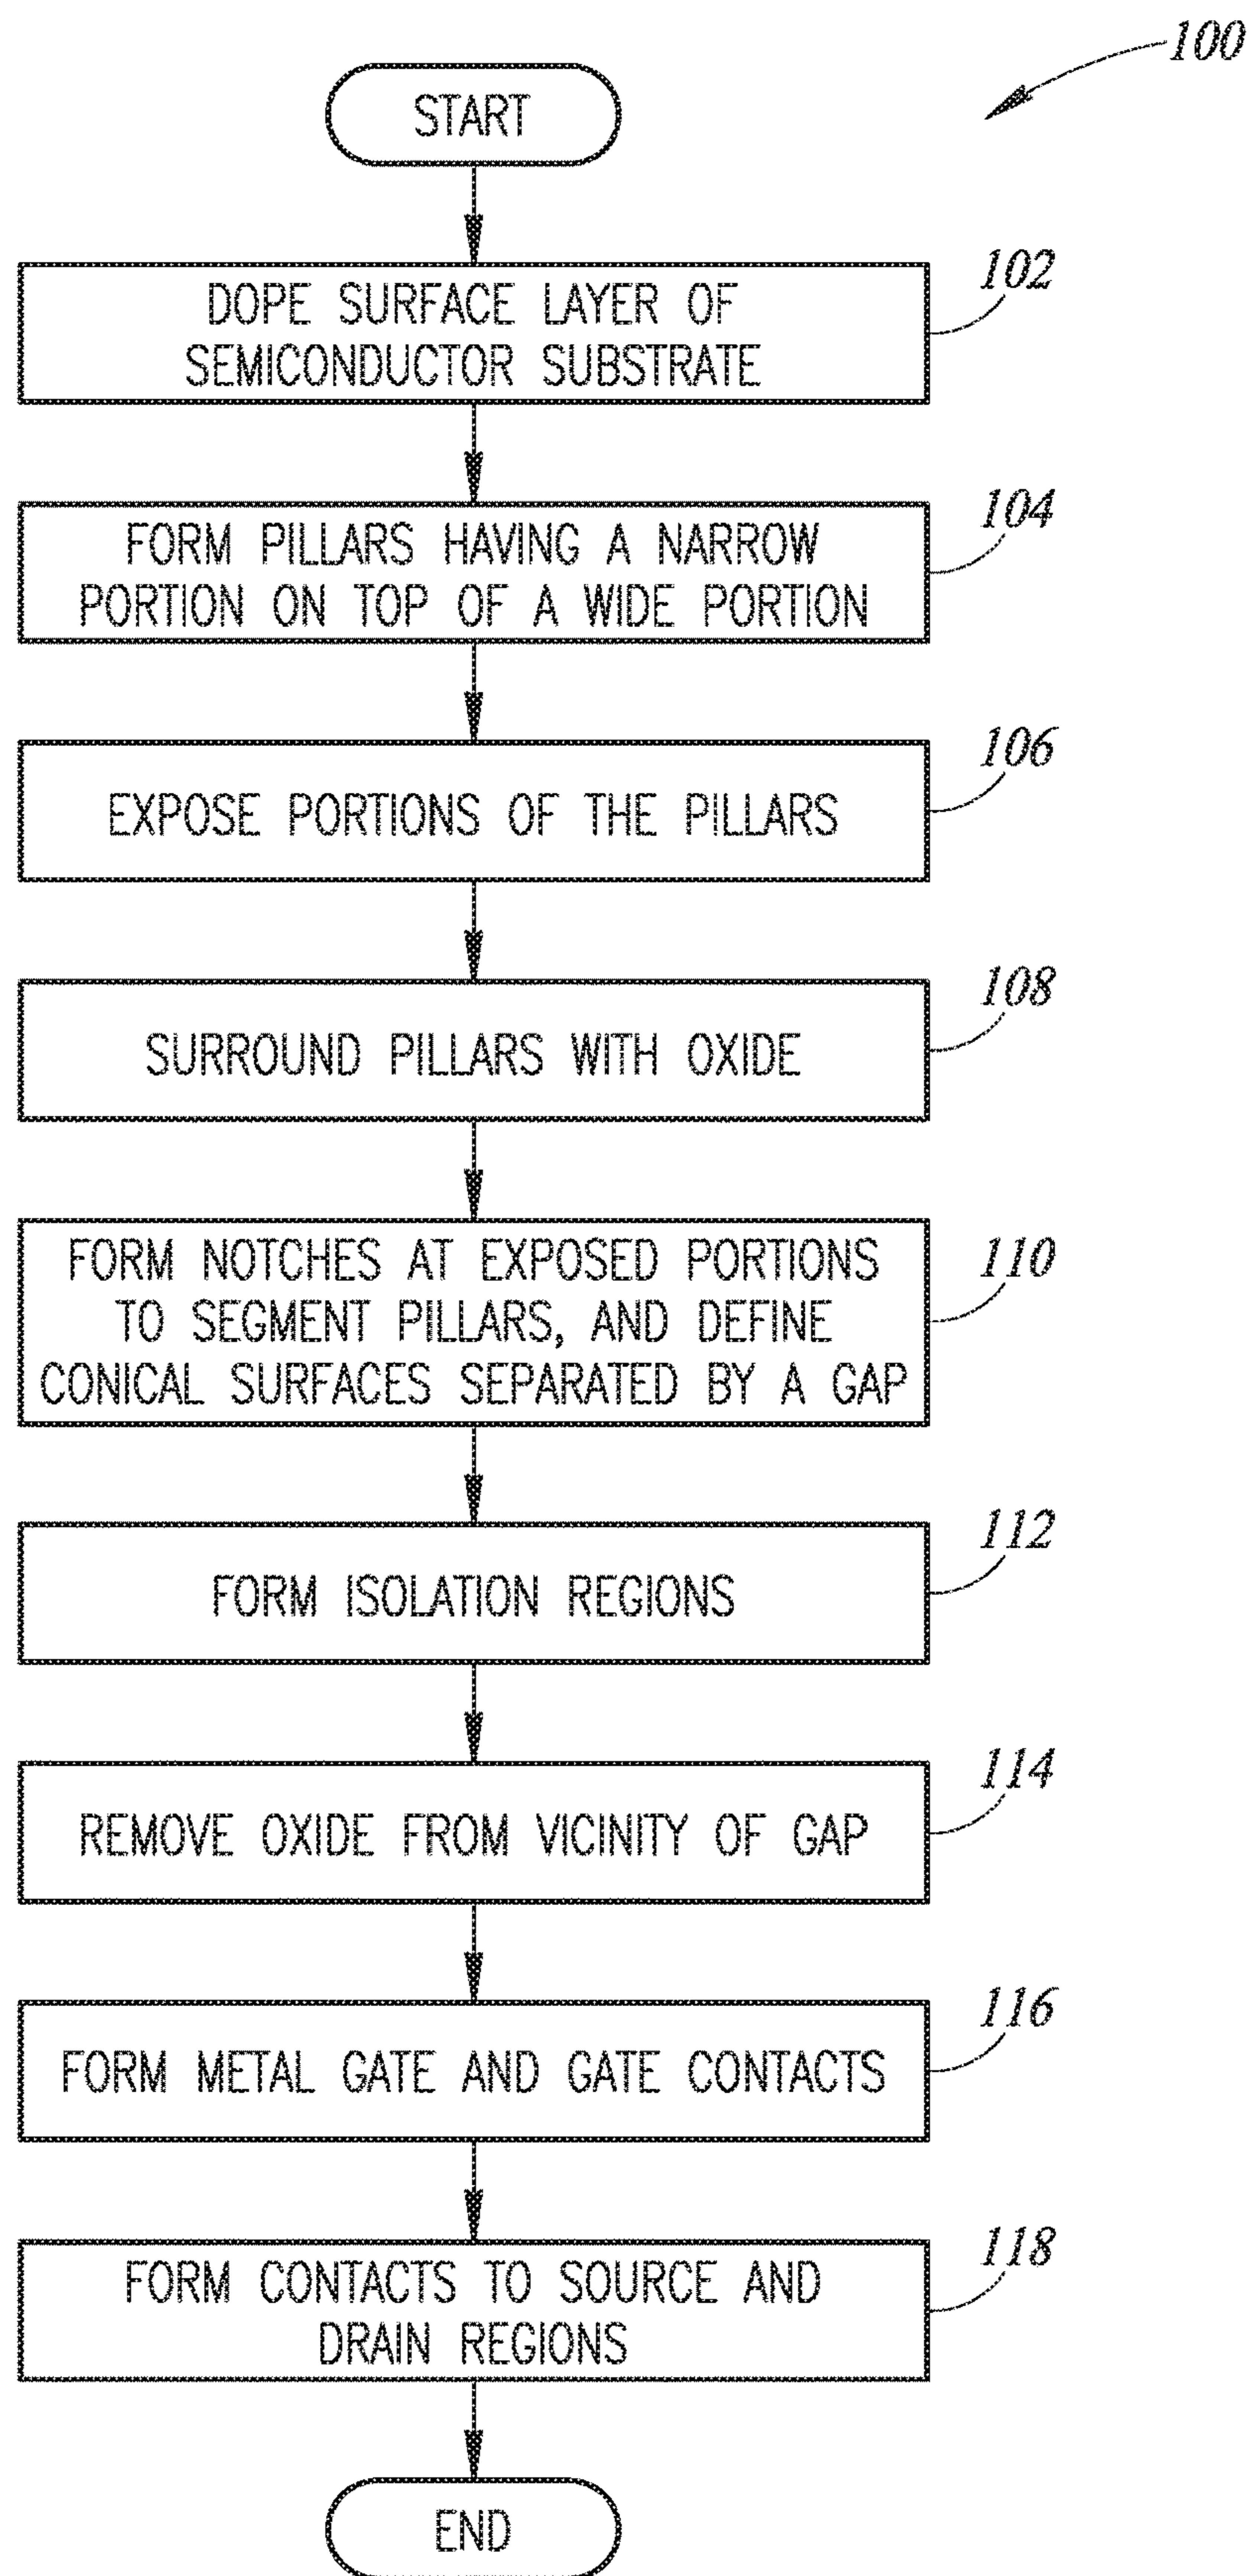 100
START
102
DOPE SURFACE LAYER OF
SEMICONDUCTOR SUBSTRATE
104
FORM PILLARS HAVING A NARROW
PORTION ON TOP OF A WIDE PORTION
106
EXPOSE PORTIONS OF THE PILLARS
108
SURROUND PILLARS WITH OXIDE
110
FORM NOTCHES AT EXPOSED PORTIONS
TO SEGMENT PILLARS, AND DEFINE
CONICAL SURFACES SEPARATED BY A GAP
112
FORM ISOLATION REGIONS
114
REMOVE OXIDE FROM VICINITY OF GAP
116
FORM METAL GATE AND GATE CONTACTS
118
FORM CONTACTS TO SOURCE AND
DRAIN REGIONS
END